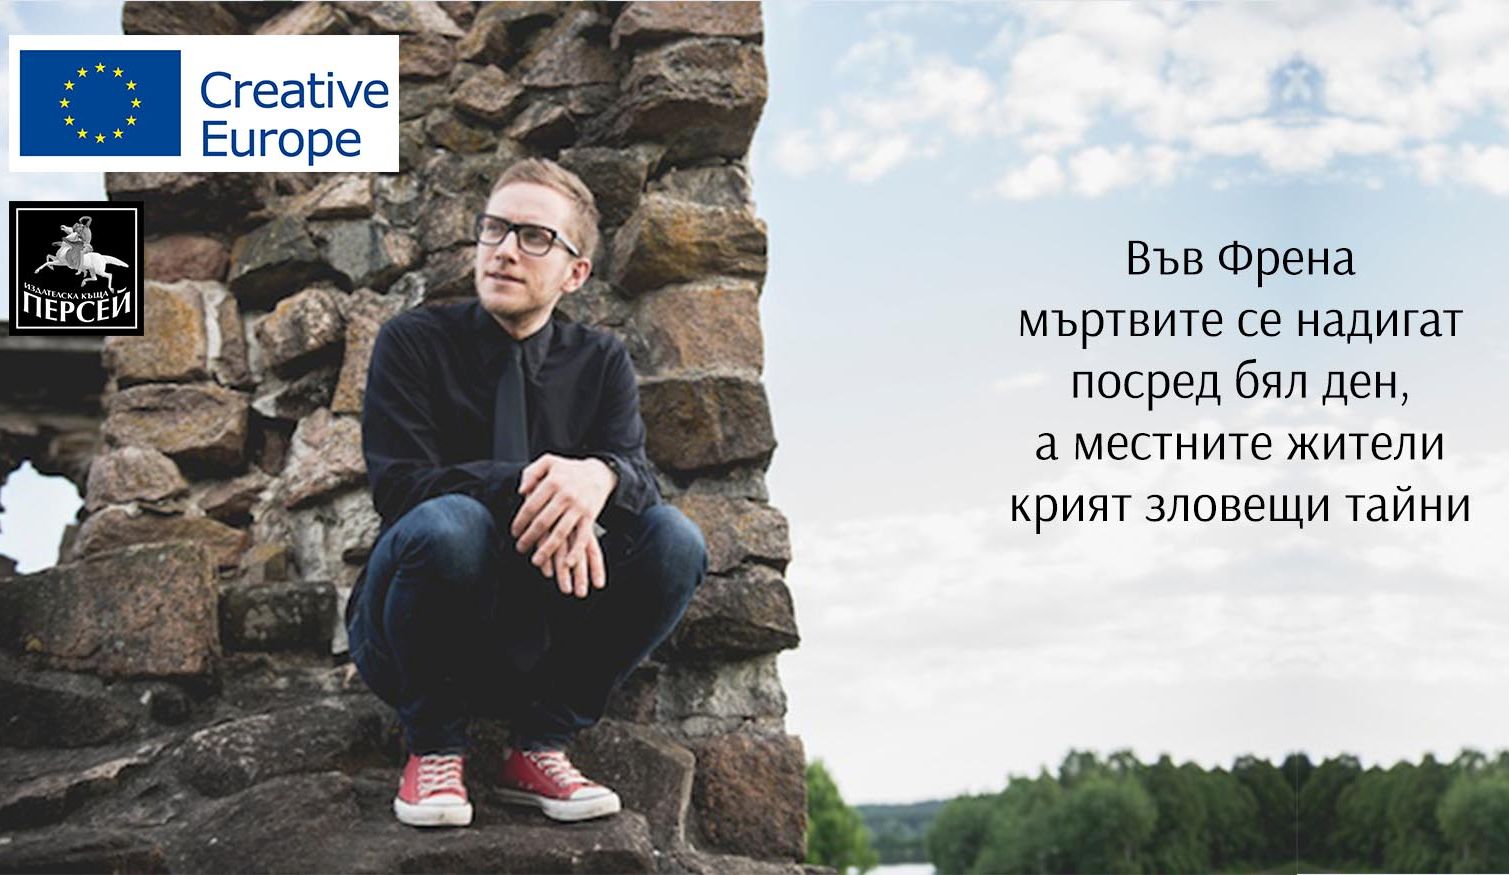 Creative
Europe
ИЗДАТЕЛСКА КЪЩА
ПЕРСЕЙ
Във Френа
мъртвите се надигат
посред бял ден,
а местните жители
крият зловещи тайни